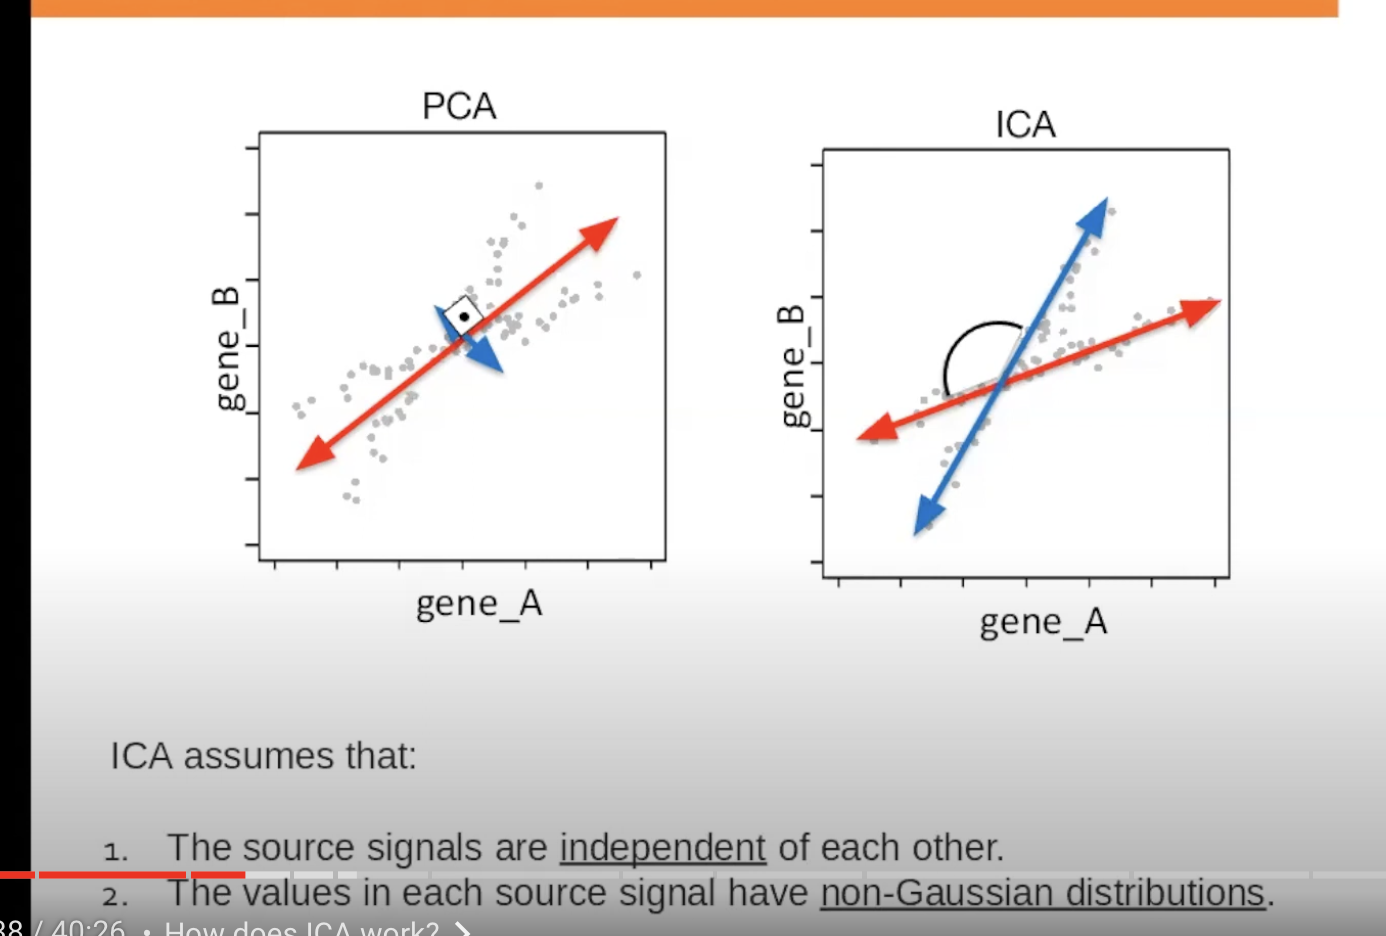 PCA
ICA
gene_B
gene_B
gene_A
gene_A
ICA assumes that:
1. The source signals are independent of each other.
2. The values in each source signal have non-Gaussian distributions.
38 / 40:26 • How does ICA work? >